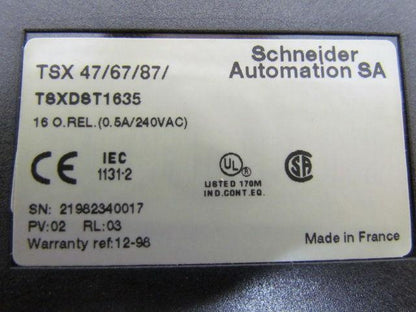 Schneider
TSX 47/67/87/ Automation SA
TSXDST1635
16 O.REL.(0.5A/240VAC)
CE IEC
1131-2
UL SA
LISTED 170M
IND.CONT.EQ.
SN: 21982340017
PV:02 RL:03
Warranty ref:12-98 Made in France